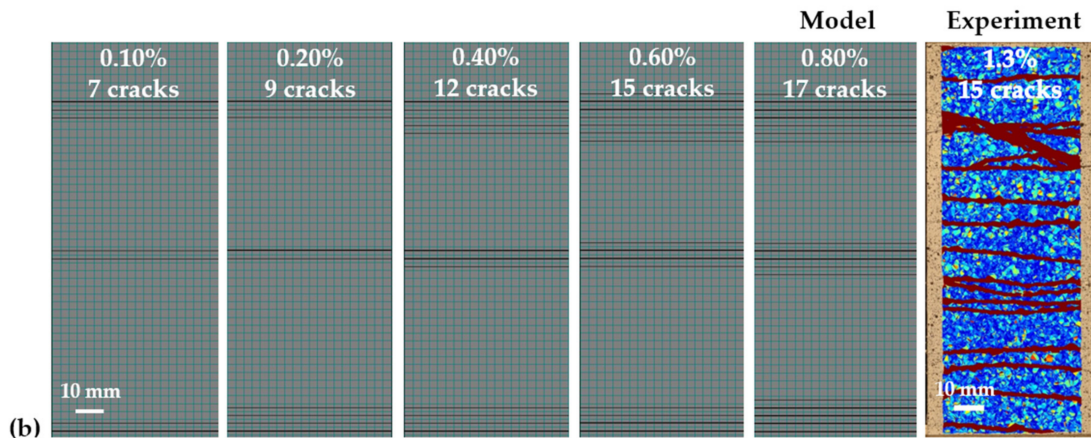 Model
Experiment
0.10%
7 cracks
0.20%
9 cracks
0.40%
12 cracks
0.60%
15 cracks
0.80%
17 cracks
1.3%
15 cracks
10 mm
10 mm
(b)